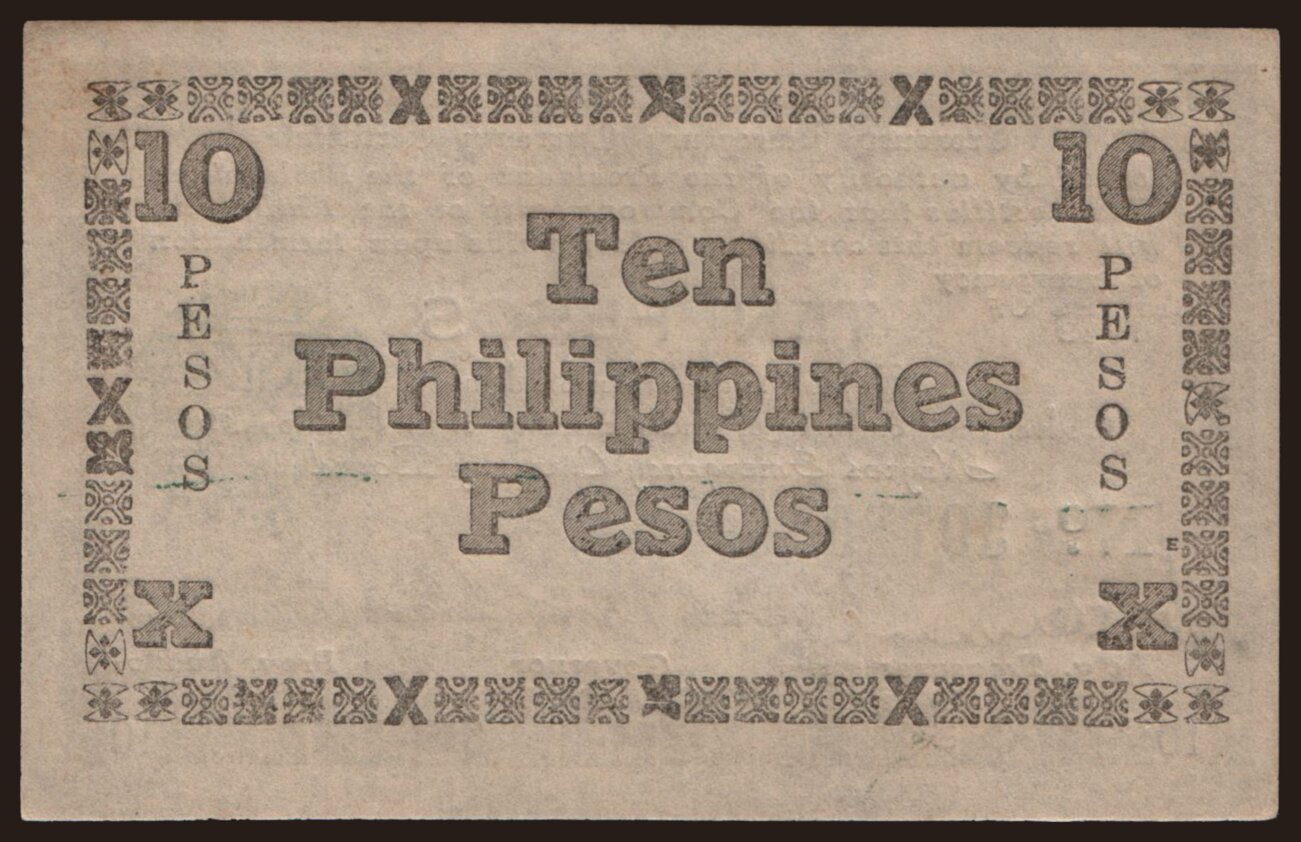 10 10
Ten
Philippines
Pesos
PESOS
PESOS
E
X X